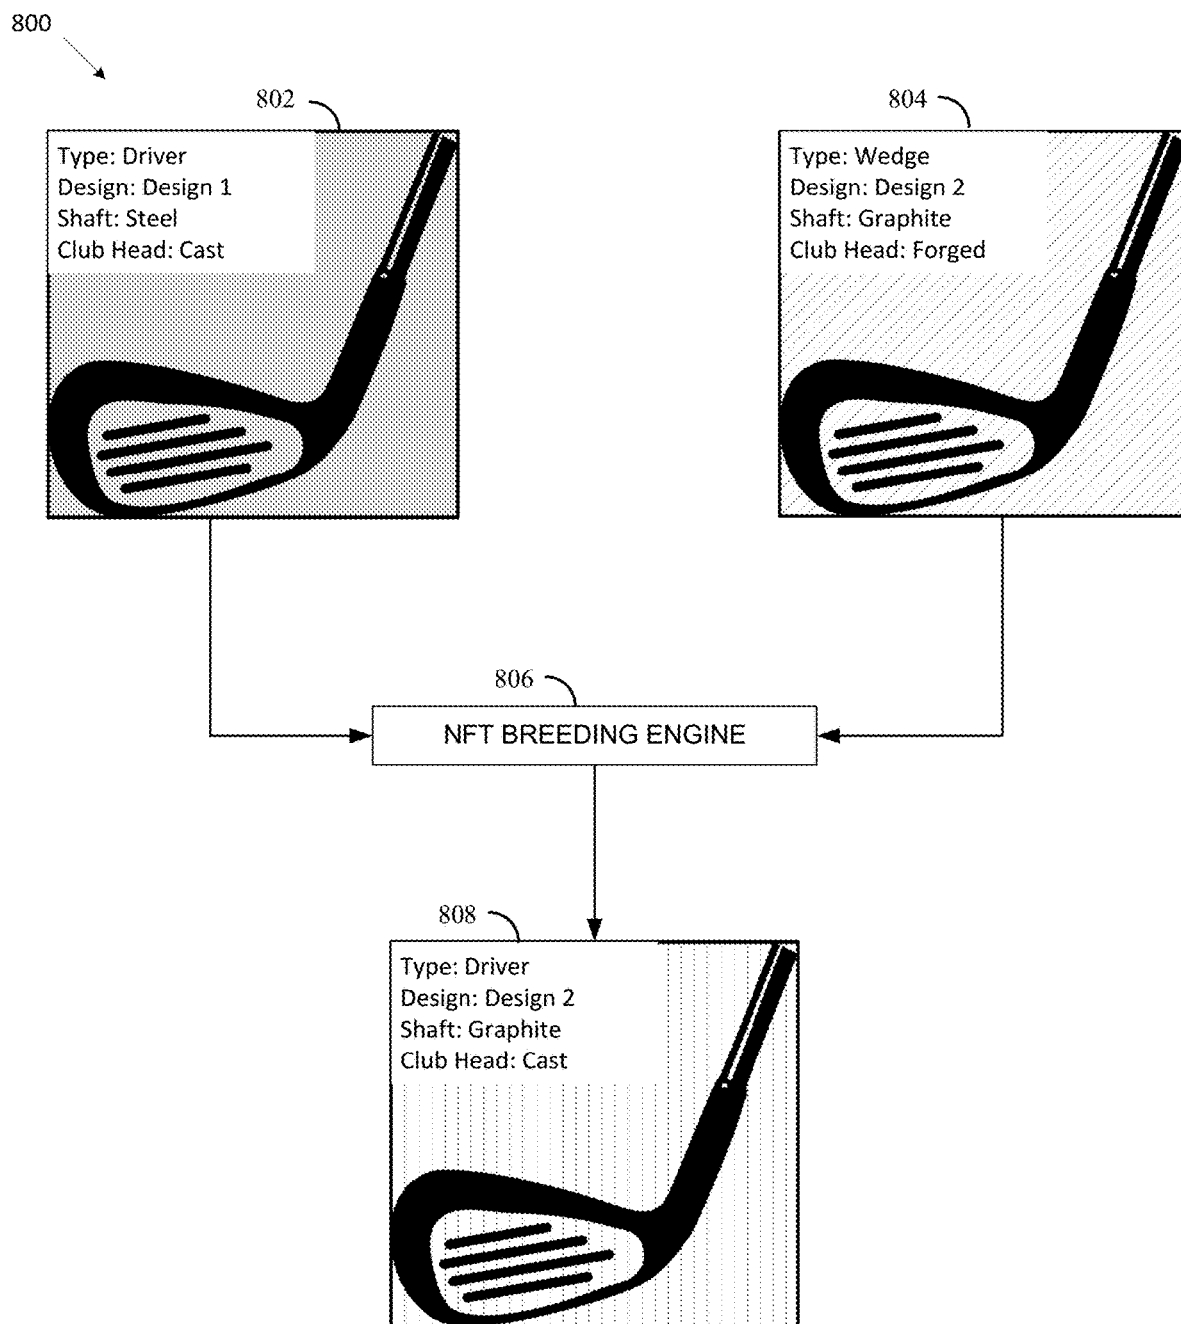 800
802
Type: Driver
Design: Design 1
Shaft: Steel
Club Head: Cast
804
Type: Wedge
Design: Design 2
Shaft: Graphite
Club Head: Forged
806
NFT BREEDING ENGINE
808
Type: Driver
Design: Design 2
Shaft: Graphite
Club Head: Cast